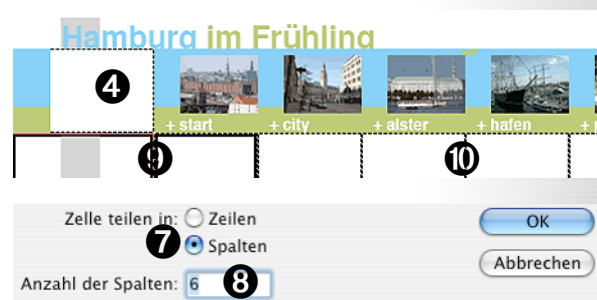 Hamburg im Frühling
4
+ start + city + alster + hafen +
9 10
Zelle teilen in: Zeilen OK
7 Spalten
Abbrechen
Anzahl der Spalten: 6 8